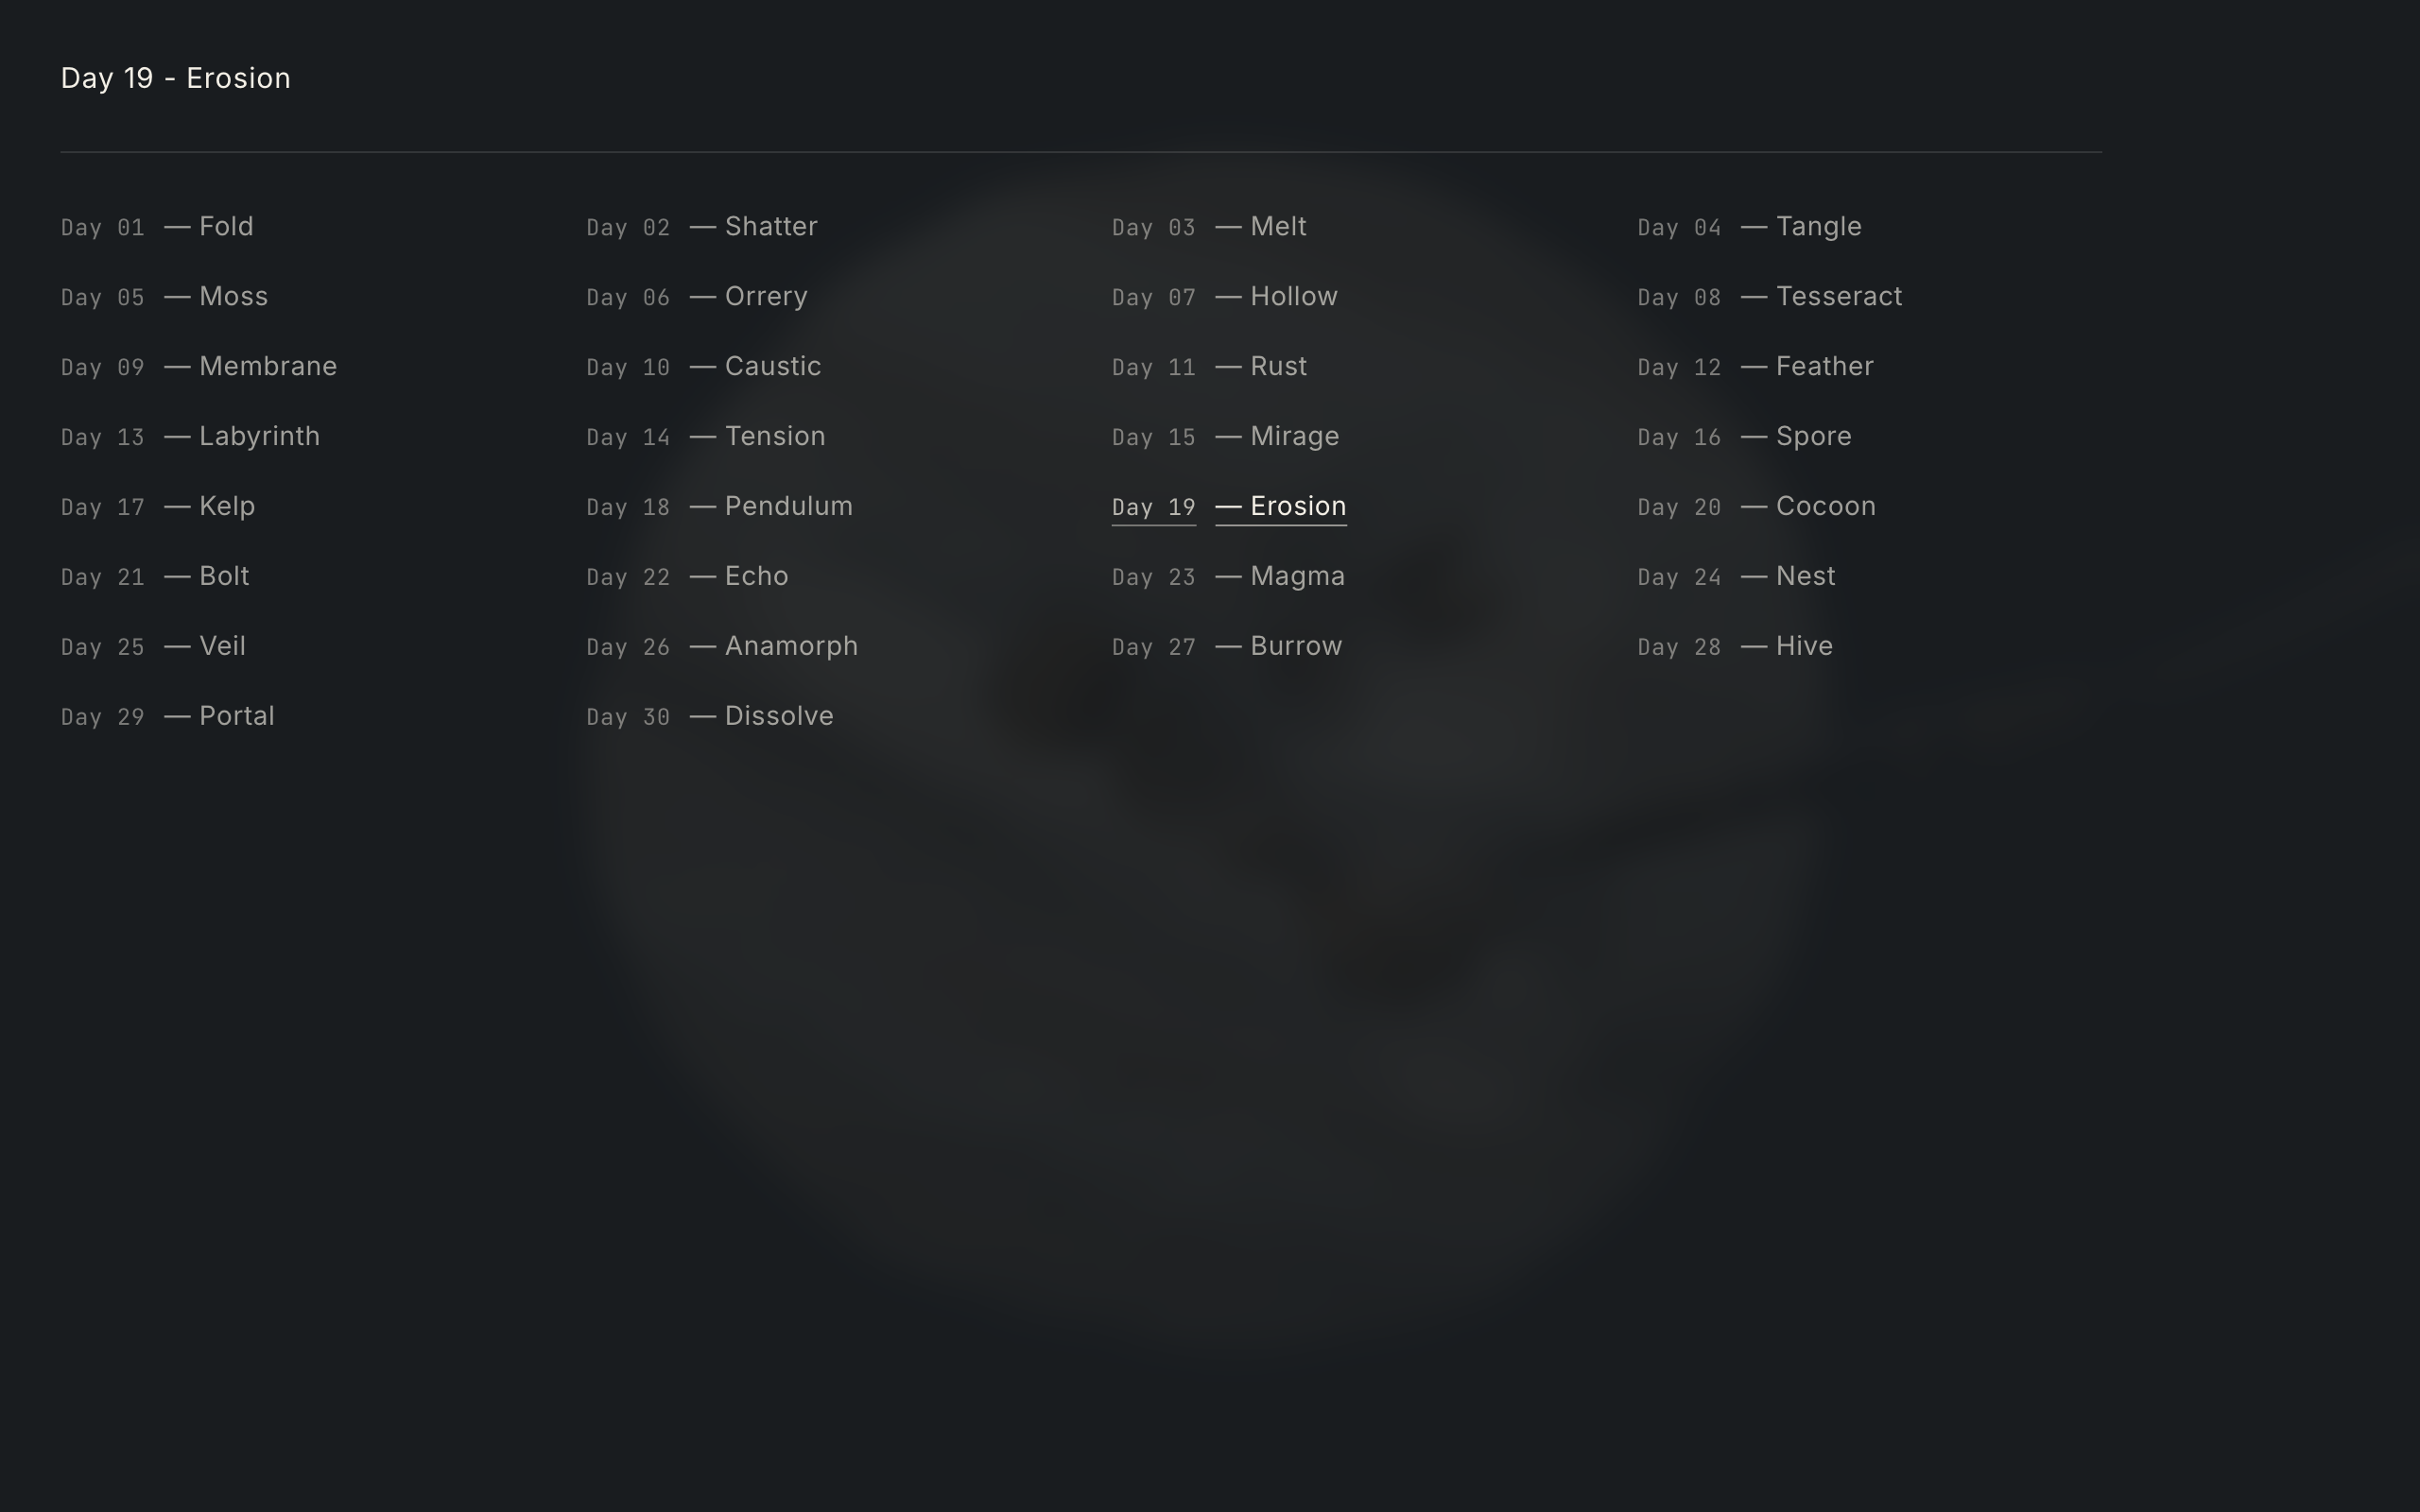 Day 19 - Erosion
Day 01 — Fold
Day 02 — Shatter
Day 03 — Melt
Day 04 — Tangle
Day 05 — Moss
Day 06 — Orrery
Day 07 — Hollow
Day 08 — Tesseract
Day 09 — Membrane
Day 10 — Caustic
Day 11 — Rust
Day 12 — Feather
Day 13 — Labyrinth
Day 14 — Tension
Day 15 — Mirage
Day 16 — Spore
Day 17 — Kelp
Day 18 — Pendulum
Day 19 — Erosion
Day 20 — Cocoon
Day 21 — Bolt
Day 22 — Echo
Day 23 — Magma
Day 24 — Nest
Day 25 — Veil
Day 26 — Anamorph
Day 27 — Burrow
Day 28 — Hive
Day 29 — Portal
Day 30 — Dissolve